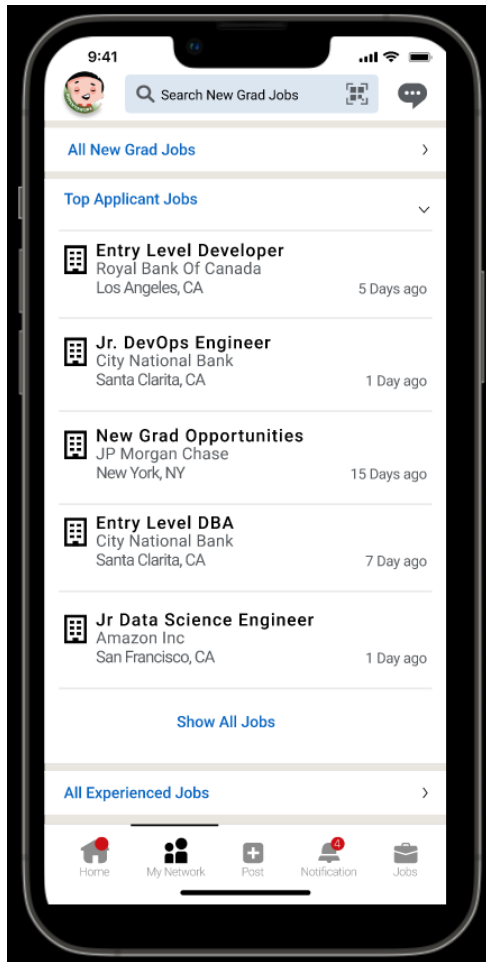 9:41
Search New Grad Jobs
All New Grad Jobs
Top Applicant Jobs
Entry Level Developer
Royal Bank Of Canada
Los Angeles, CA 5 Days ago
Jr. DevOps Engineer
City National Bank
Santa Clarita, CA 1 Day ago
New Grad Opportunities
JP Morgan Chase
New York, NY 15 Days ago
Entry Level DBA
City National Bank
Santa Clarita, CA 7 Day ago
Jr Data Science Engineer
Amazon Inc
San Francisco, CA 1 Day ago
Show All Jobs
All Experienced Jobs
4
Home My Network Post Notification Jobs